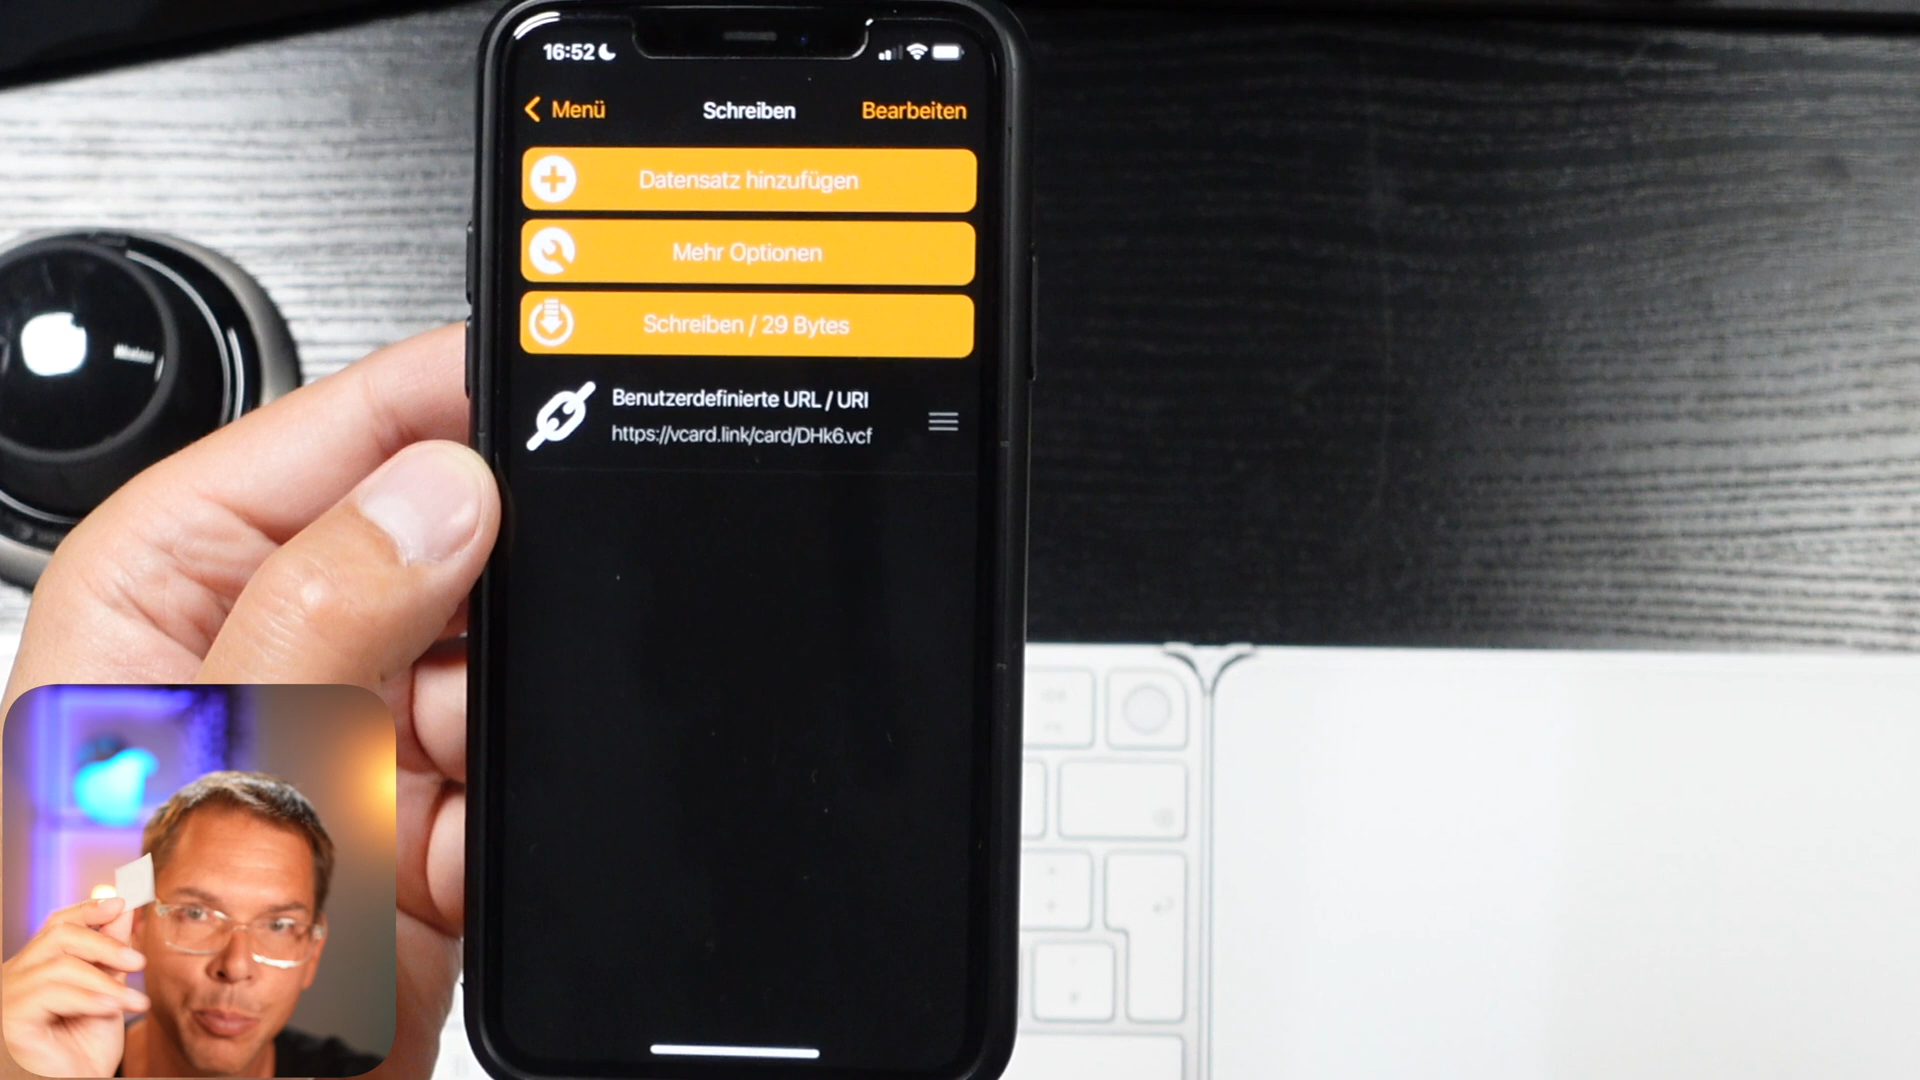 16:52
Menü
Schreiben
Bearbeiten
Datensatz hinzufügen
Mehr Optionen
Schreiben / 29 Bytes
Benutzerdefinierte URL / URI
https://vcard.link/card/DHk6.vcf